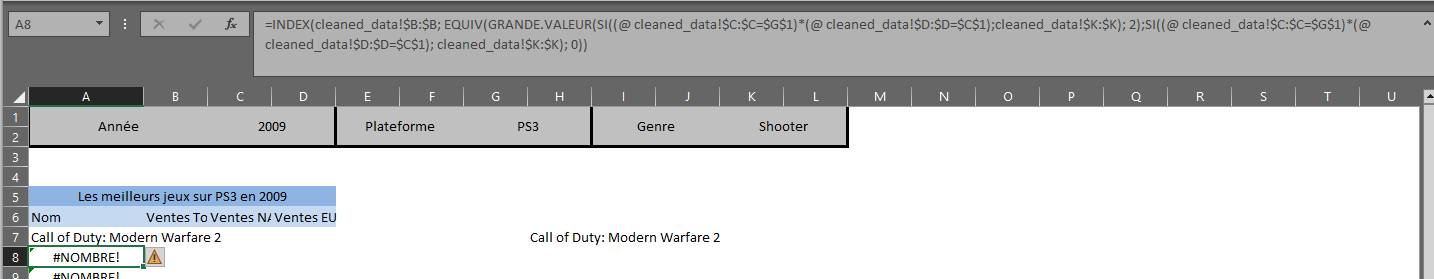 A8 fx =INDEX(cleaned_data!$B:$B; EQUIV(GRANDE.VALEUR(SI((@ cleaned_data!$C:$C=$G$1)*(@ cleaned_data!$D:$D=$C$1);cleaned_data!$K:$K); 2);SI((@ cleaned_data!$C:$C=$G$1)*(@
cleaned_data!$D:$D=$C$1); cleaned_data!$K:$K); 0))
A B C D E F G H I J K L M N O P Q R S T U
1
Année 2009 Plateforme PS3 Genre Shooter
2
3
4
5 Les meilleurs jeux sur PS3 en 2009
6 Nom Ventes To Ventes NA Ventes EU
7 Call of Duty: Modern Warfare 2 Call of Duty: Modern Warfare 2
8 #NOMBRE!
9 #NOMBRE!